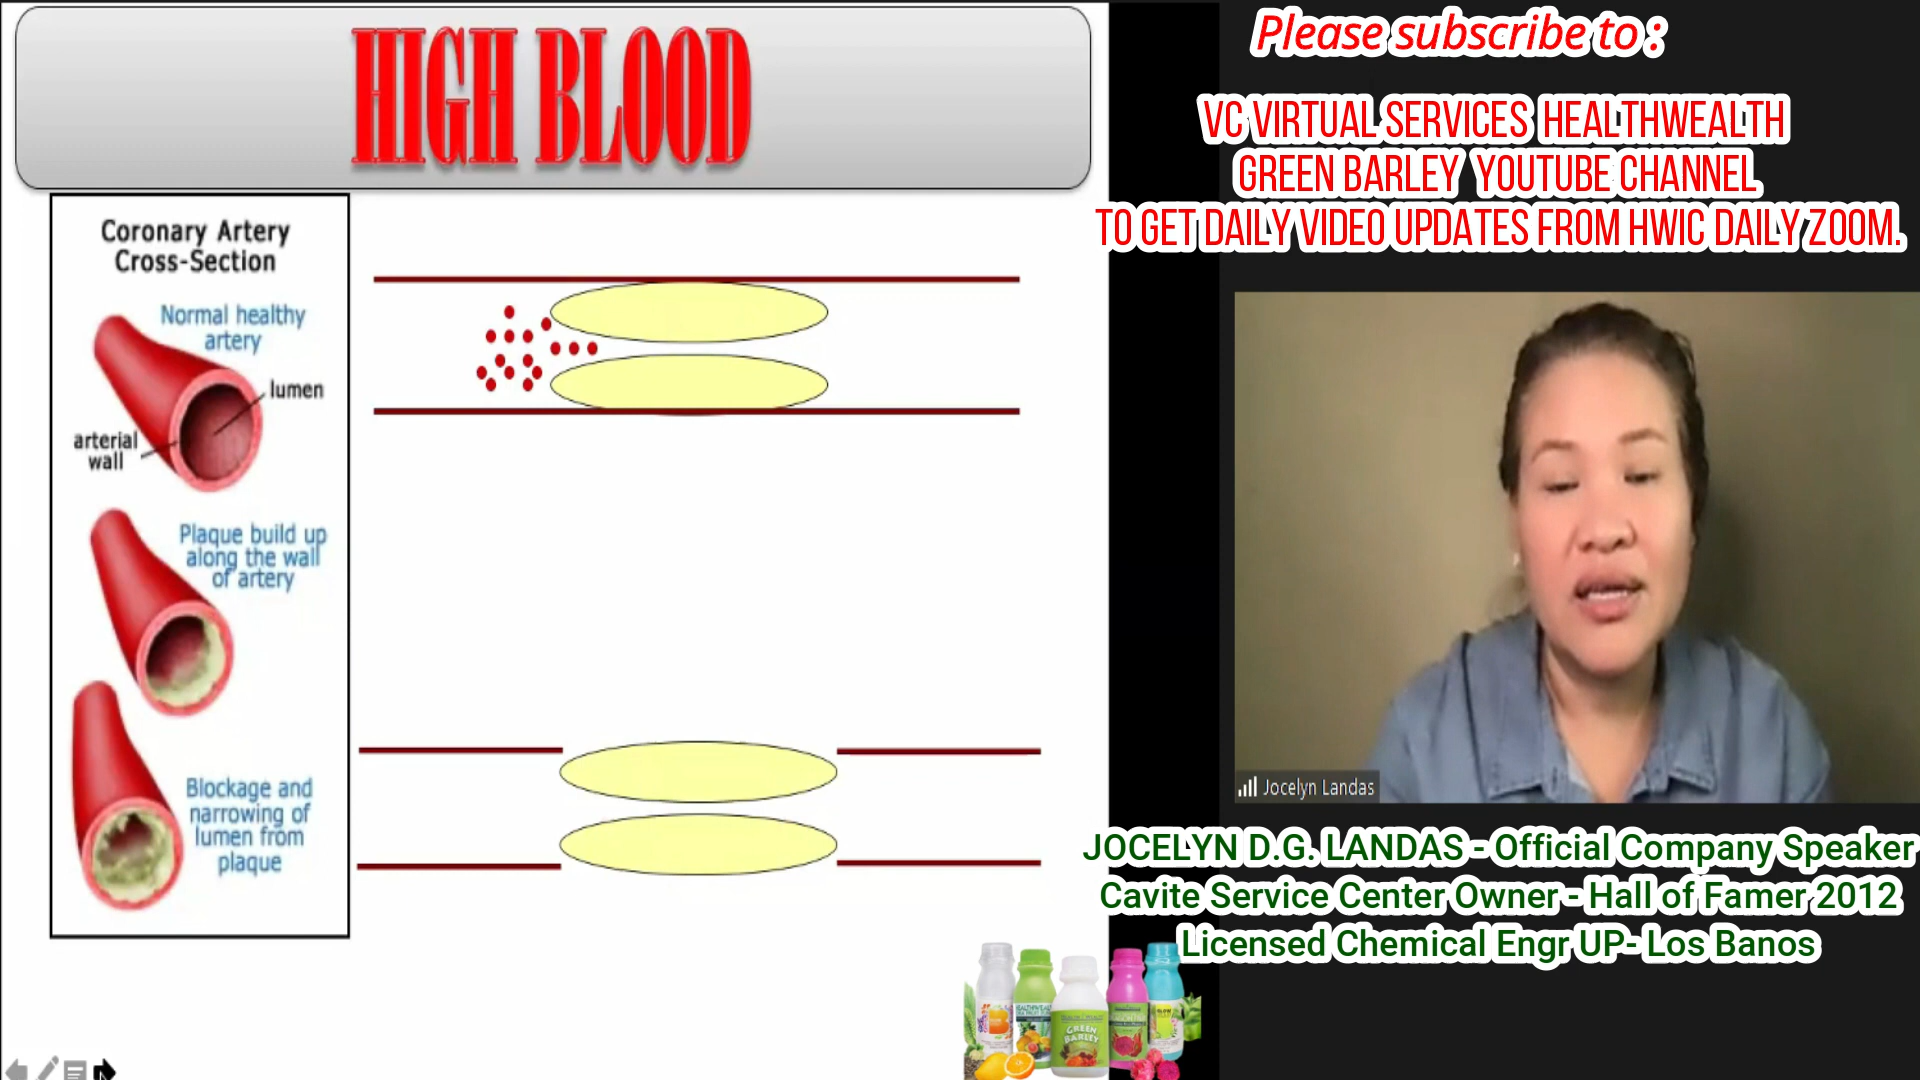 HIGH BLOOD
Coronary Artery
Cross-Section
Normal healthy
artery
lumen
arterial
wall
Plaque build up
along the wall
of artery
Blockage and
narrowing of
lumen from
plaque
Please subscribe to :
VC VIRTUAL SERVICES HEALTHWEALTH
GREEN BARLEY YOUTUBE CHANNEL
TO GET DAILY VIDEO UPDATES FROM HWIC DAILY ZOOM.
Jocelyn Landas
JOCELYN D.G. LANDAS - Official Company Speaker
Cavite Service Center Owner - Hall of Famer 2012
Licensed Chemical Engr UP- Los Banos
GREEN
BARLEY